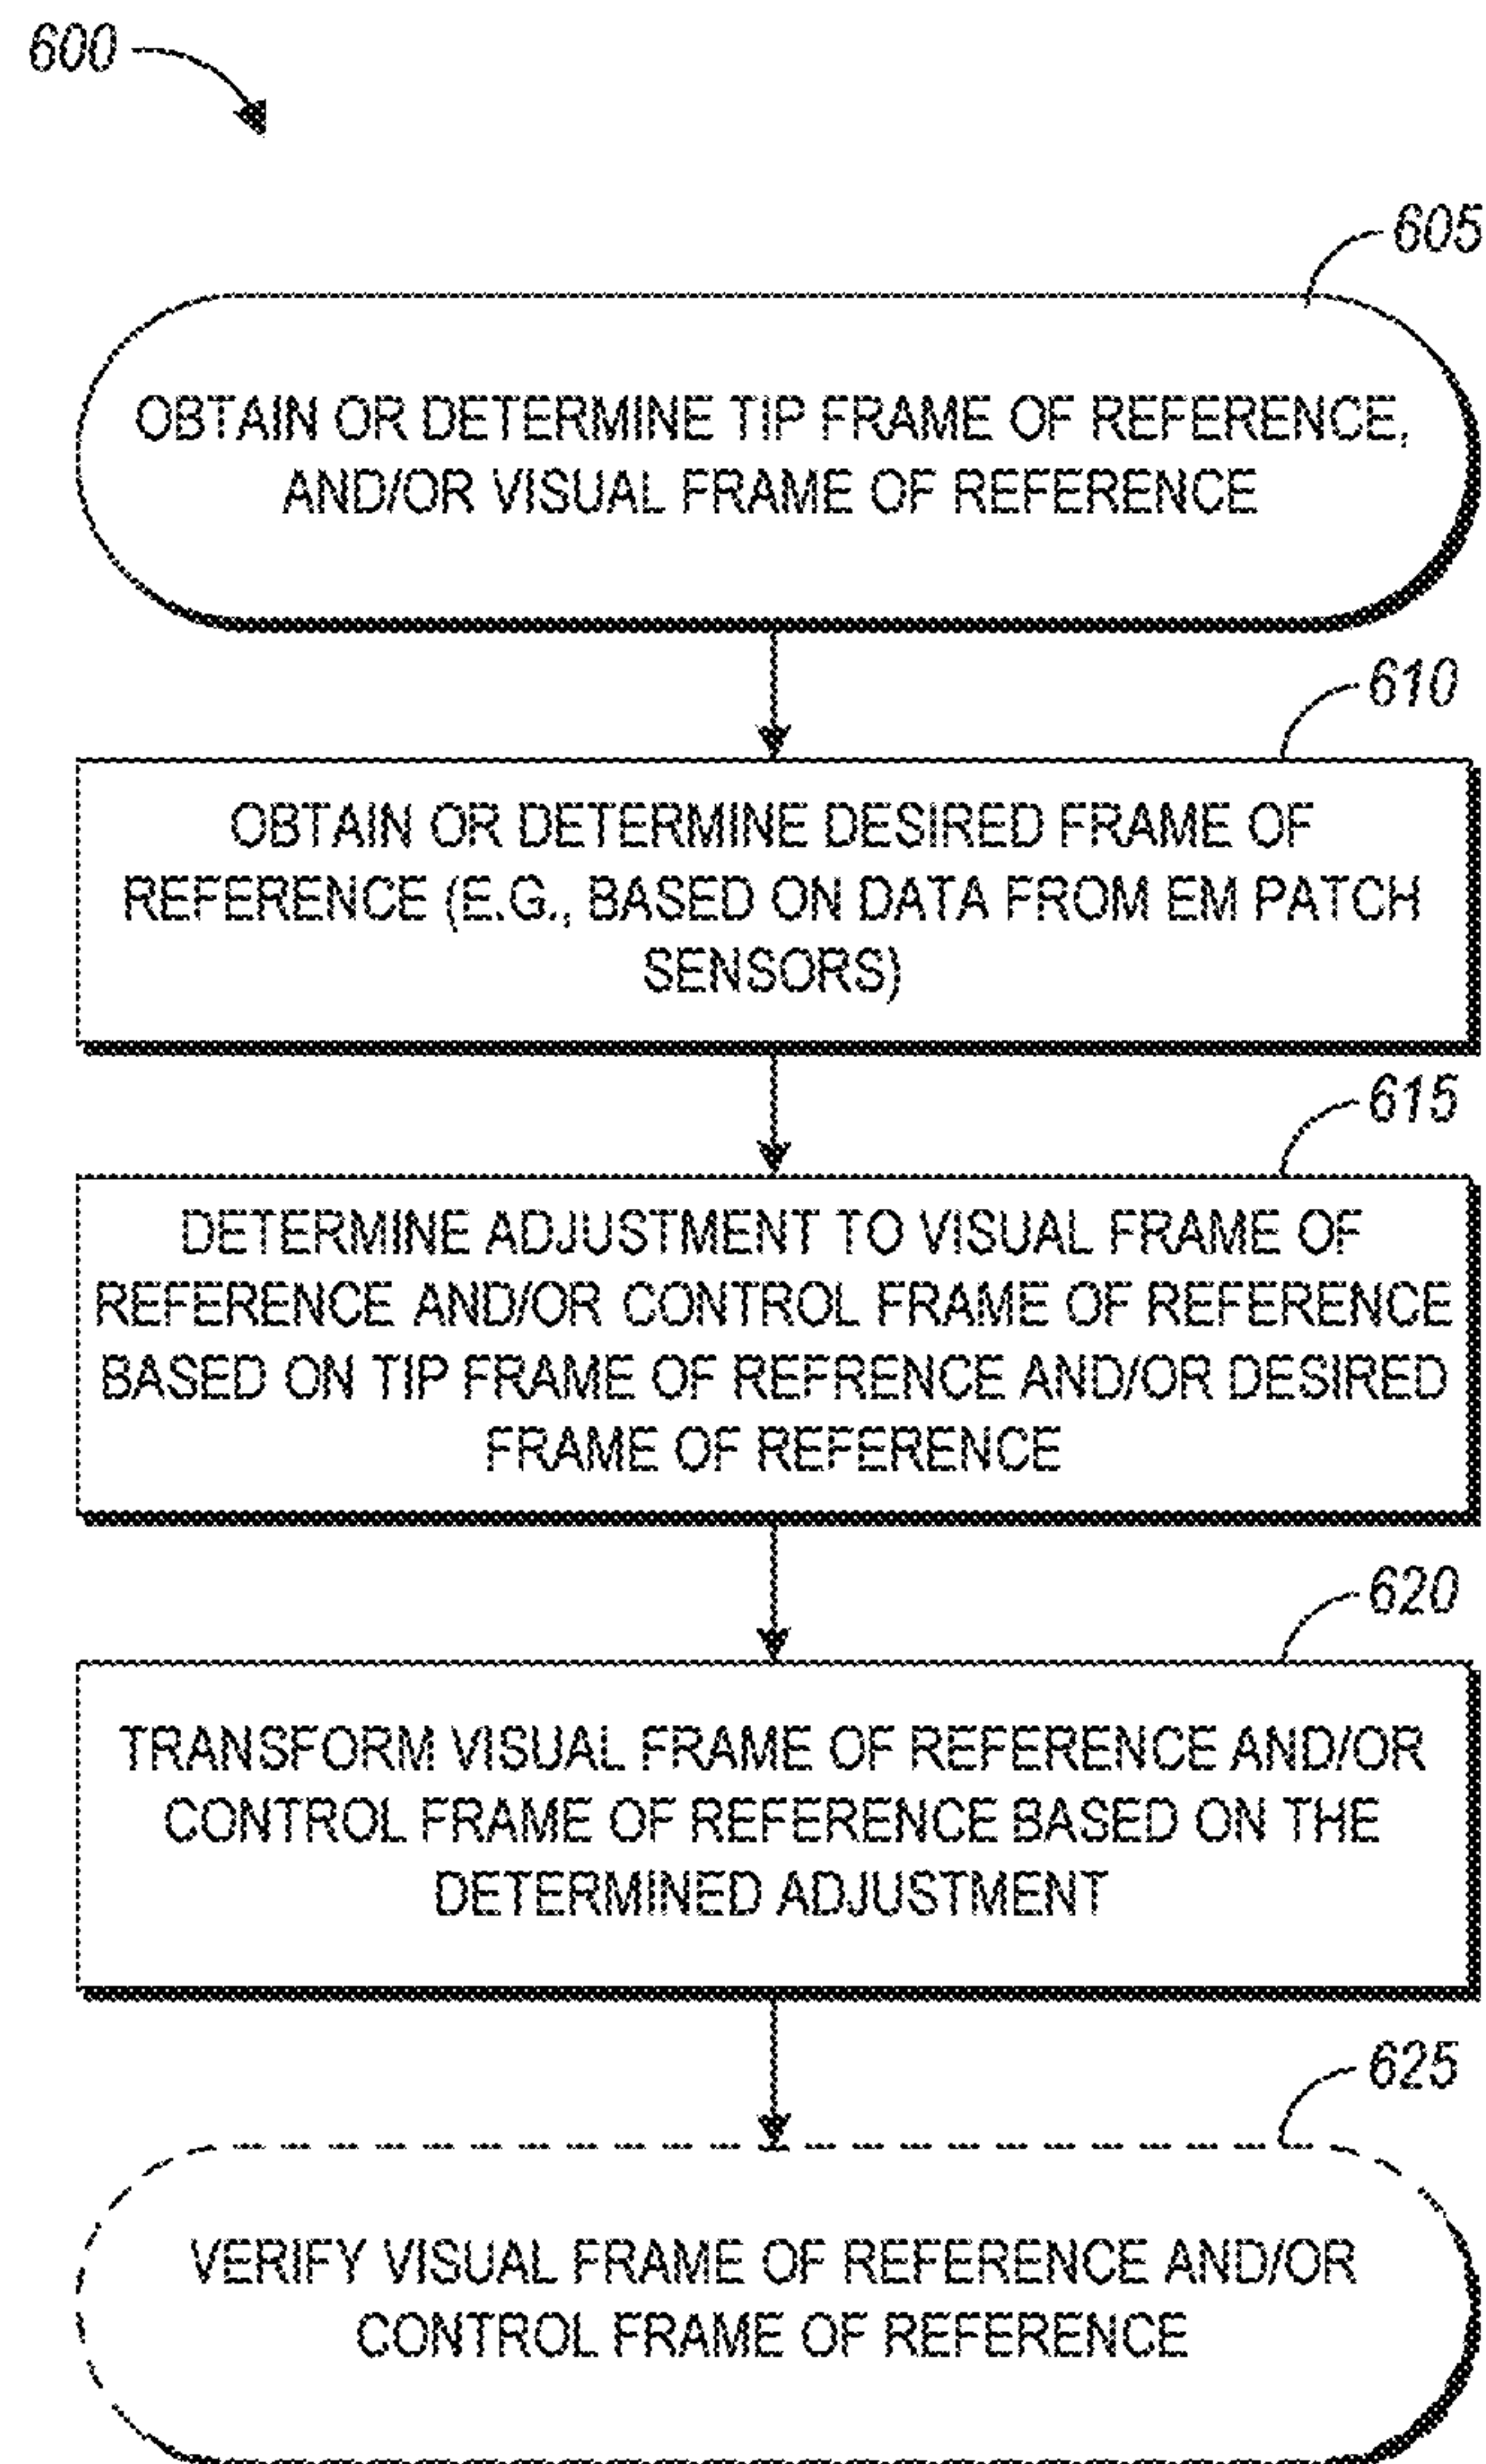 600
605
OBTAIN OR DETERMINE TIP FRAME OF REFERENCE,
AND/OR VISUAL FRAME OF REFERENCE
610
OBTAIN OR DETERMINE DESIRED FRAME OF
REFERENCE (E.G., BASED ON DATA FROM EM PATCH
SENSORS)
615
DETERMINE ADJUSTMENT TO VISUAL FRAME OF
REFERENCE AND/OR CONTROL FRAME OF REFERENCE
BASED ON TIP FRAME OF REFRENCE AND/OR DESIRED
FRAME OF REFERENCE
620
TRANSFORM VISUAL FRAME OF REFERENCE AND/OR
CONTROL FRAME OF REFERENCE BASED ON THE
DETERMINED ADJUSTMENT
625
VERIFY VISUAL FRAME OF REFERENCE AND/OR
CONTROL FRAME OF REFERENCE